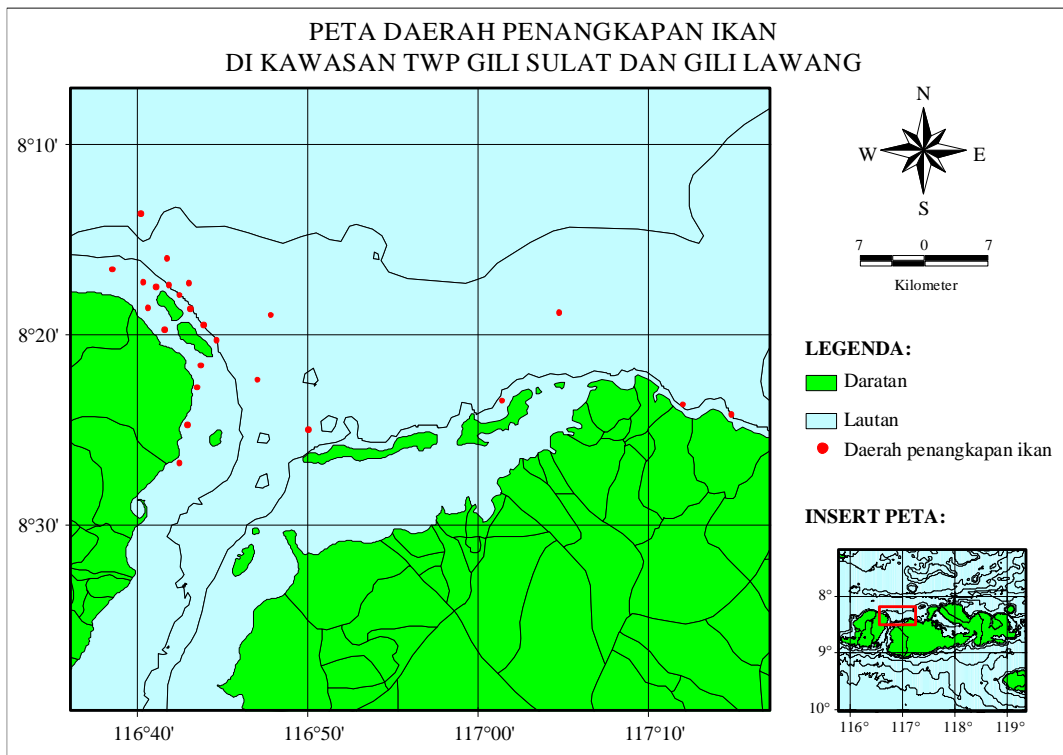 PETA DAERAH PENANGKAPAN IKAN
DI KAWASAN TWP GILI SULAT DAN GILI LAWANG
8°10'
8°20'
8°30'
116°40' 116°50' 117°00' 117°10'
N
W E
S
7 0 7
Kilometer
LEGENDA:
Daratan
Lautan
Daerah penangkapan ikan
INSERT PETA:
8°
9°
10°
116° 117° 118° 119°